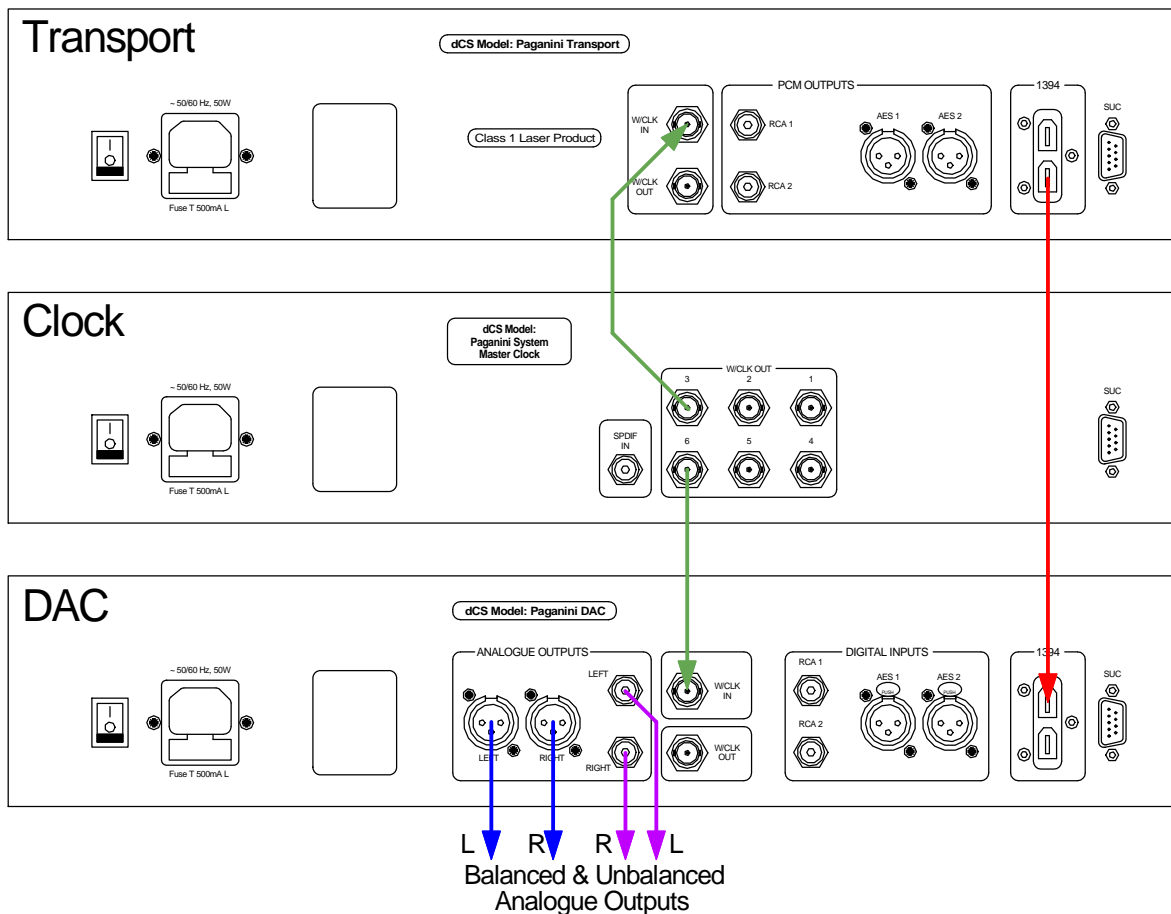 Transport
dCS Model: Paganini Transport
~ 50/60 Hz, 50W
Fuse T 500mA L
Class 1 Laser Product
W/CLK
IN
W/CLK
OUT
PCM OUTPUTS
RCA 1
RCA 2
AES 1
AES 2
1394
SUC
Clock
dCS Model:
Paganini System
Master Clock
~ 50/60 Hz, 50W
Fuse T 500mA L
SPDIF
IN
W/CLK OUT
3 2 1
6 5 4
SUC
DAC
dCS Model: Paganini DAC
~ 50/60 Hz, 50W
Fuse T 500mA L
ANALOGUE OUTPUTS
LEFT
LEFT
RIGHT
RIGHT
W/CLK
IN
W/CLK
OUT
DIGITAL INPUTS
RCA 1
RCA 2
AES 1
AES 2
PUSH
PUSH
1394
SUC
L R R L
Balanced & Unbalanced
Analogue Outputs